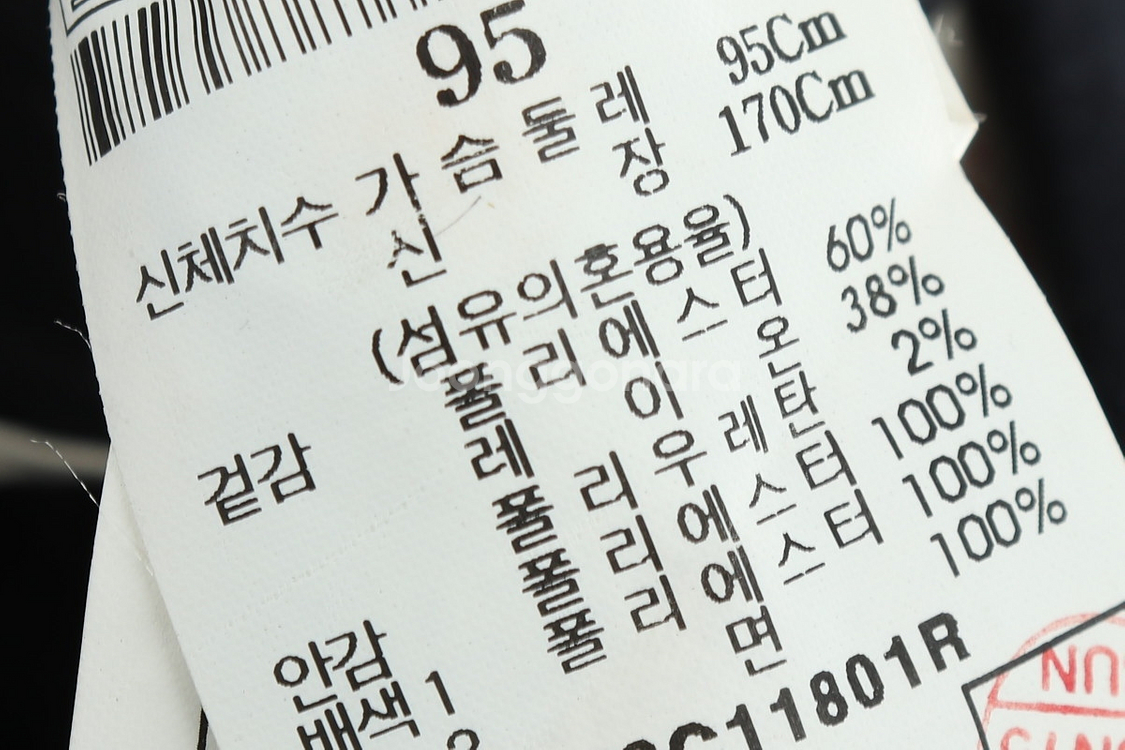 95
신체치수 가슴둘레 95Cm
신장 170Cm
(섬유의혼용율)
겉감 폴리에스터 60%
레이온 38%
폴리우레탄 2%
안감 폴리에스터 100%
배색 1 폴리에스터 100%
2 면 100%
C11801R
Joonggonara